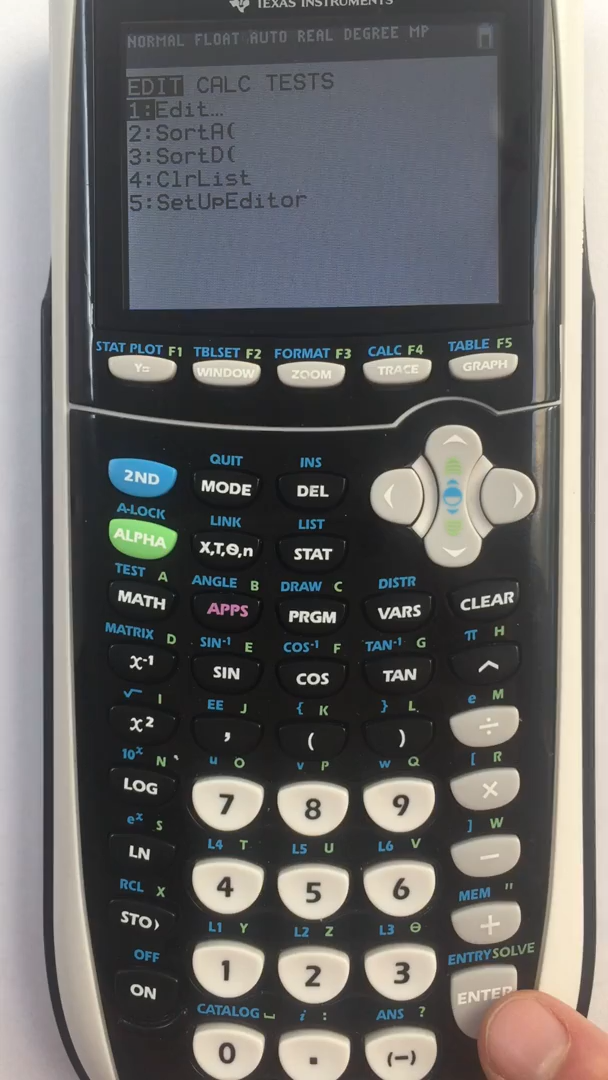 TEXAS INSTRUMENTS
NORMAL FLOAT AUTO REAL DEGREE MP
EDIT CALC TESTS
1:Edit…
2:SortA(
3:SortD(
4:ClrList
5:SetUpEditor
STAT PLOT F1 TBLSET F2 FORMAT F3 CALC F4 TABLE F5
Y= WINDOW ZOOM TRACE GRAPH
QUIT INS
2ND MODE DEL
A-LOCK LINK LIST
ALPHA X,T,θ,n STAT
TEST A ANGLE B DRAW C DISTR
MATH APPS PRGM VARS CLEAR
MATRIX D SIN⁻¹ E COS⁻¹ F TAN⁻¹ G π H
x⁻¹ SIN COS TAN ^
√ I EE J { K } L e M
x² , ( ) ÷
10ˣ N u O v P w Q [ R
LOG 7 8 9 ×
eˣ S L4 T L5 U L6 V ] W
LN 4 5 6 −
RCL X L1 Y L2 Z L3 θ MEM "
STO› 1 2 3 +
OFF CATALOG ⎵ i : ANS ? ENTRY SOLVE
ON 0 . (−) ENTER